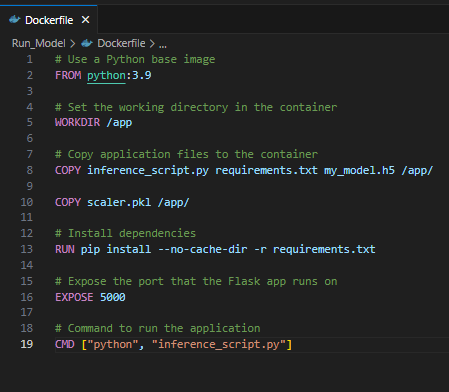 Dockerfile ×
Run_Model > Dockerfile > ...
1 # Use a Python base image
2 FROM python:3.9
3
4 # Set the working directory in the container
5 WORKDIR /app
6
7 # Copy application files to the container
8 COPY inference_script.py requirements.txt my_model.h5 /app/
9
10 COPY scaler.pkl /app/
11
12 # Install dependencies
13 RUN pip install --no-cache-dir -r requirements.txt
14
15 # Expose the port that the Flask app runs on
16 EXPOSE 5000
17
18 # Command to run the application
19 CMD ["python", "inference_script.py"]